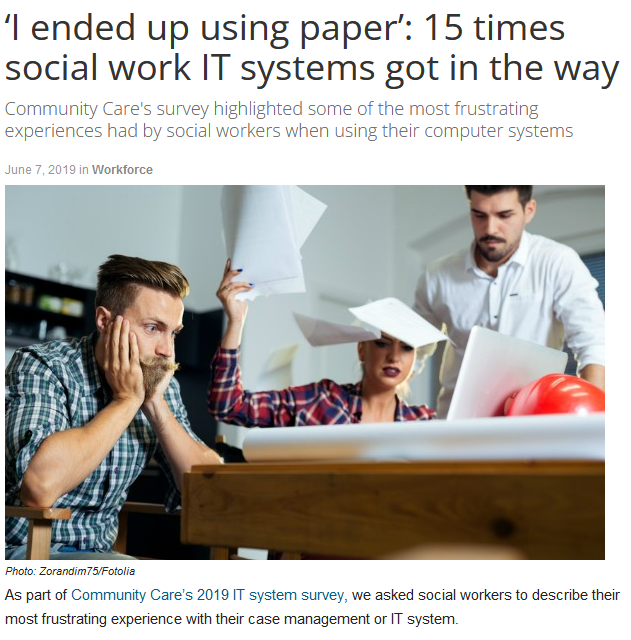 ‘I ended up using paper’: 15 times
social work IT systems got in the way
Community Care's survey highlighted some of the most frustrating
experiences had by social workers when using their computer systems
June 7, 2019 in Workforce
Photo: Zorandim75/Fotolia
As part of Community Care’s 2019 IT system survey, we asked social workers to describe their
most frustrating experience with their case management or IT system.